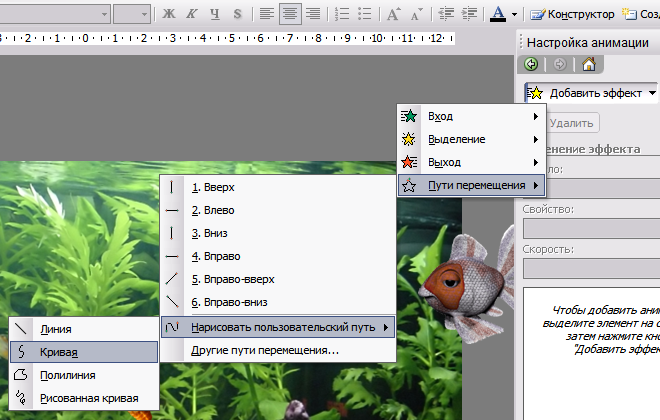 Ж К Ч S
A A
A
Конструктор
Созд
3 2 1 0 1 2 3 4 5 6 7 8 9 10 11 12
Настройка анимации
Добавить эффект
Удалить
енение эффекта
ло:
Свойство:
Скорость:
Чтобы добавить ани
выделите элемент на с
затем нажмите кно
"Добавить эффек
Вход
Выделение
Выход
Пути перемещения
1. Вверх
2. Влево
3. Вниз
4. Вправо
5. Вправо-вверх
6. Вправо-вниз
Нарисовать пользовательский путь
Другие пути перемещения...
Линия
Кривая
Полилиния
Рисованная кривая